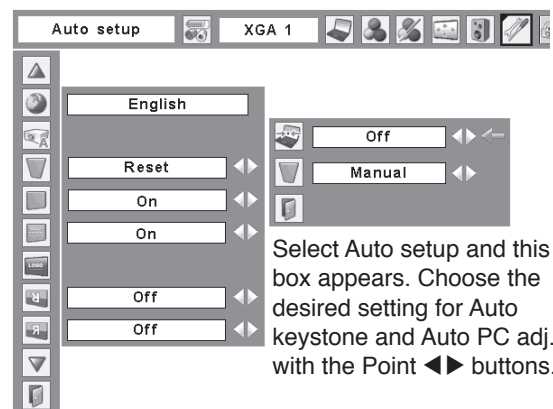 Auto setup
XGA 1
English
Reset
On
On
Off
Off
Off
Manual
LOGO
Select Auto setup and this
box appears. Choose the
desired setting for Auto
keystone and Auto PC adj.
with the Point ◀▶ buttons.